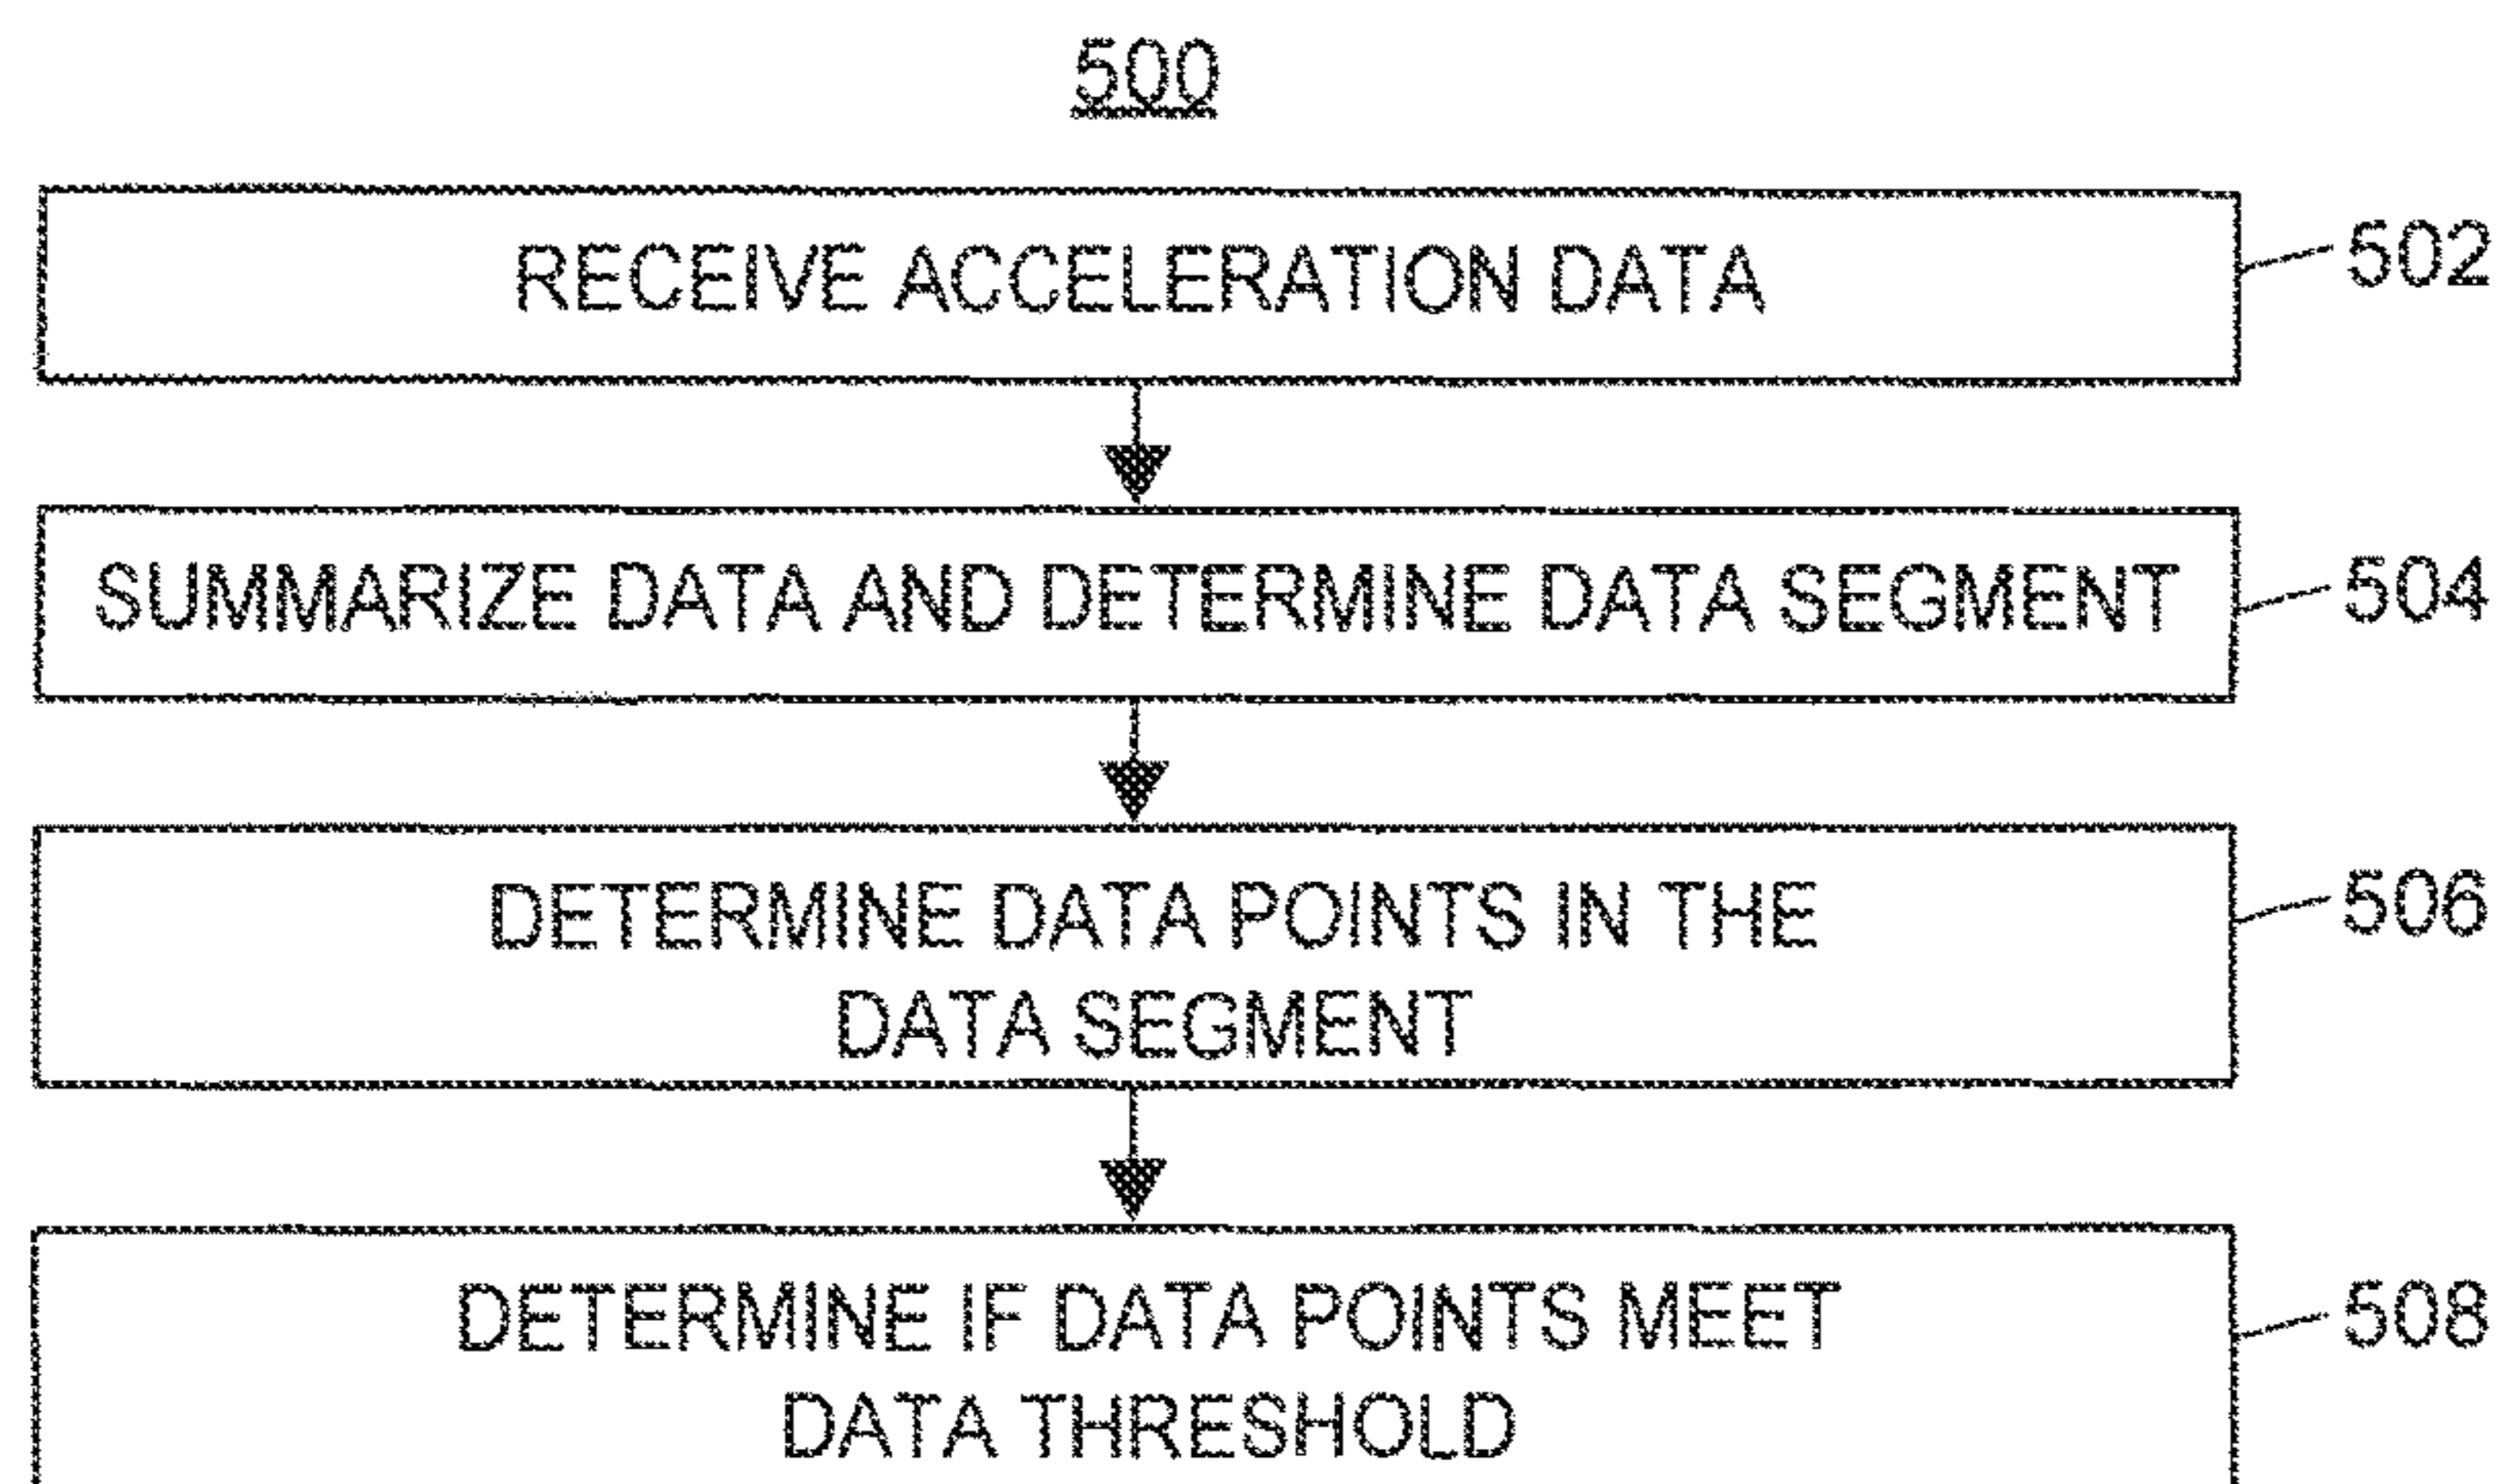 500
RECEIVE ACCELERATION DATA
502
SUMMARIZE DATA AND DETERMINE DATA SEGMENT
504
DETERMINE DATA POINTS IN THE
DATA SEGMENT
506
DETERMINE IF DATA POINTS MEET
DATA THRESHOLD
508